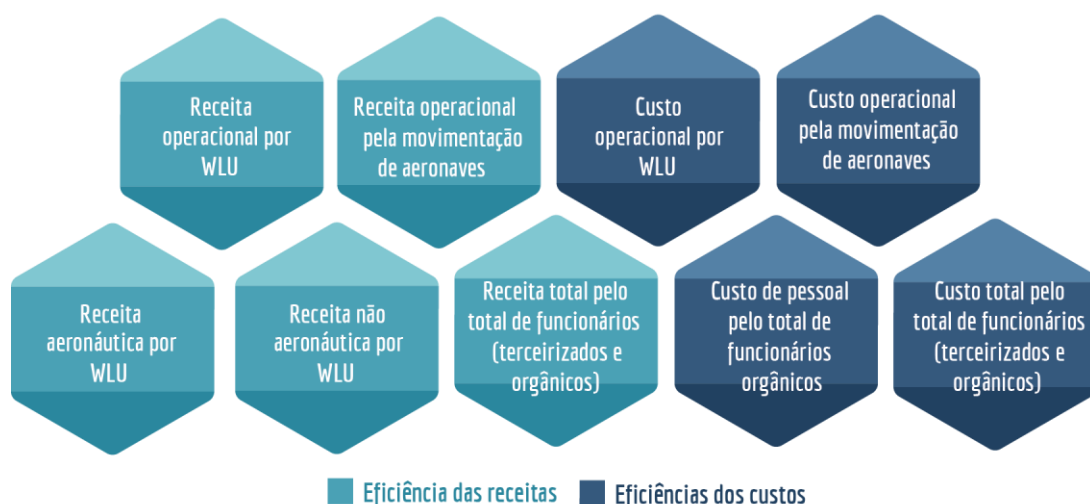 Receita
operacional por
WLU
Receita operacional
pela movimentação
de aeronaves
Custo
operacional por
WLU
Custo operacional
pela movimentação
de aeronaves
Receita
aeronáutica por
WLU
Receita não
aeronáutica por
WLU
Receita total pelo
total de funcionários
(terceirizados e
orgânicos)
Custo de pessoal
pelo total de
funcionários
orgânicos
Custo total pelo
total de funcionários
(terceirizados e
orgânicos)
Eficiência das receitas
Eficiências dos custos